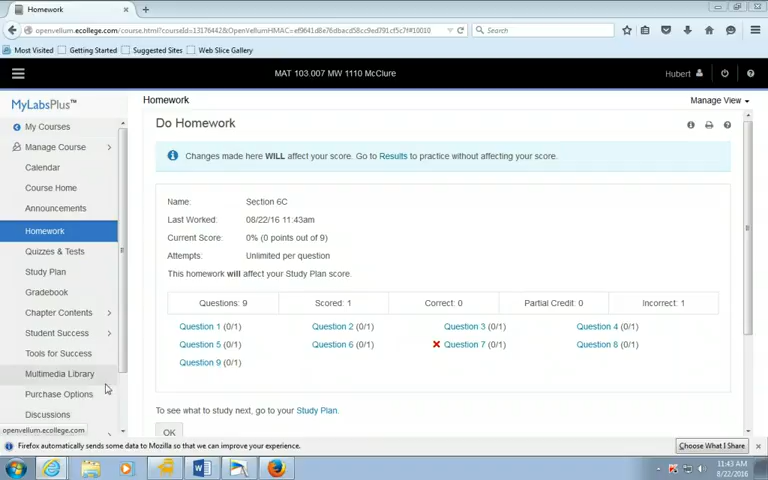 Homework
openvellum.ecollege.com/course.html?courseId=13176442&OpenVellumHMAC=ef9641d8e76dbacd58cc9ed791cf5c7f#10010
Search
Most Visited Getting Started Suggested Sites Web Slice Gallery
MAT 103.007 MW 1110 McClure
Hubert
MyLabsPlus™
Homework
Manage View
My Courses
Manage Course
Calendar
Course Home
Announcements
Homework
Quizzes & Tests
Study Plan
Gradebook
Chapter Contents
Student Success
Tools for Success
Multimedia Library
Purchase Options
Discussions
openvellum.ecollege.com
Do Homework
Changes made here WILL affect your score. Go to Results to practice without affecting your score.
Name: Section 6C
Last Worked: 08/22/16 11:43am
Current Score: 0% (0 points out of 9)
Attempts: Unlimited per question
This homework will affect your Study Plan score.
Questions: 9 Scored: 1 Correct: 0 Partial Credit: 0 Incorrect: 1
Question 1 (0/1) Question 2 (0/1) Question 3 (0/1) Question 4 (0/1)
Question 5 (0/1) Question 6 (0/1) Question 7 (0/1) Question 8 (0/1)
Question 9 (0/1)
To see what to study next, go to your Study Plan.
OK
Firefox automatically sends some data to Mozilla so that we can improve your experience.
Choose What I Share
11:43 AM
8/22/2016